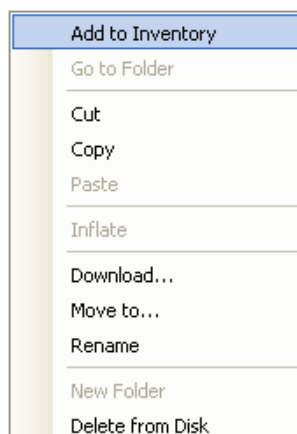 Add to Inventory
Go to Folder
Cut
Copy
Paste
Inflate
Download...
Move to...
Rename
New Folder
Delete from Disk